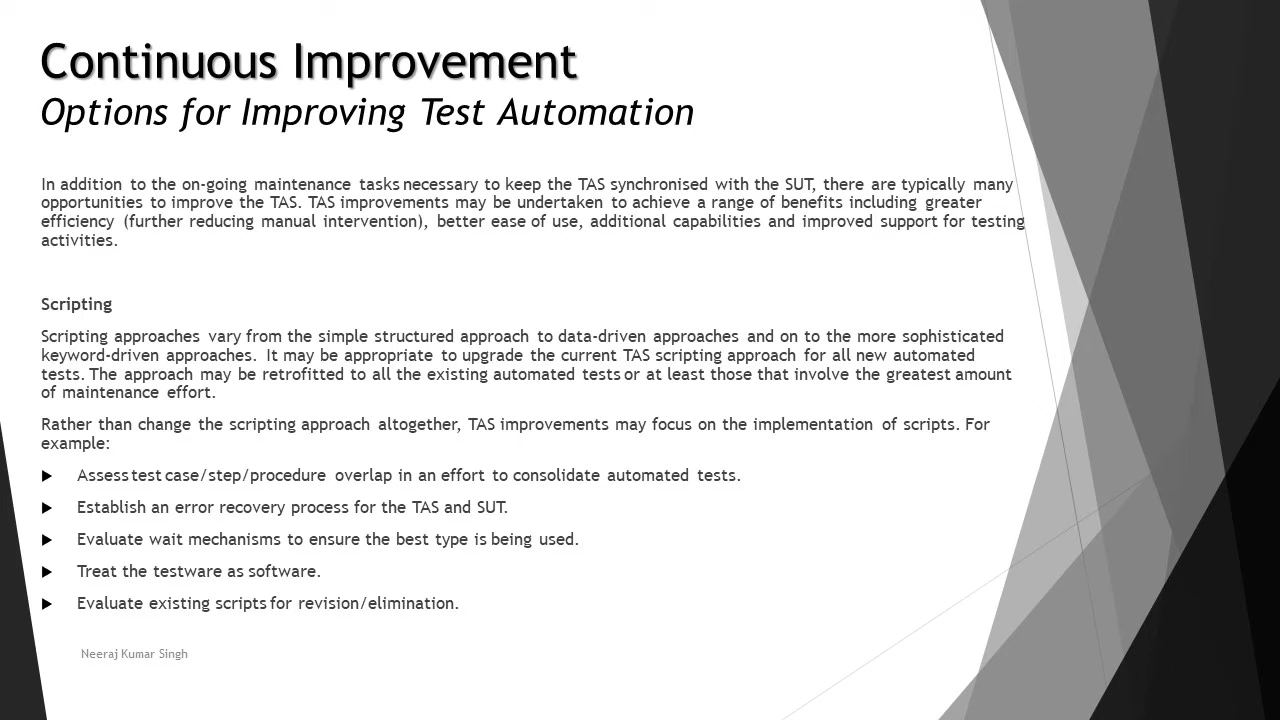 Continuous Improvement
Options for Improving Test Automation
In addition to the on-going maintenance tasks necessary to keep the TAS synchronised with the SUT, there are typically many
opportunities to improve the TAS. TAS improvements may be undertaken to achieve a range of benefits including greater
efficiency (further reducing manual intervention), better ease of use, additional capabilities and improved support for testing
activities.
Scripting
Scripting approaches vary from the simple structured approach to data-driven approaches and on to the more sophisticated
keyword-driven approaches. It may be appropriate to upgrade the current TAS scripting approach for all new automated
tests. The approach may be retrofitted to all the existing automated tests or at least those that involve the greatest amount
of maintenance effort.
Rather than change the scripting approach altogether, TAS improvements may focus on the implementation of scripts. For
example:
Assess test case/step/procedure overlap in an effort to consolidate automated tests.
Establish an error recovery process for the TAS and SUT.
Evaluate wait mechanisms to ensure the best type is being used.
Treat the testware as software.
Evaluate existing scripts for revision/elimination.
Neeraj Kumar Singh